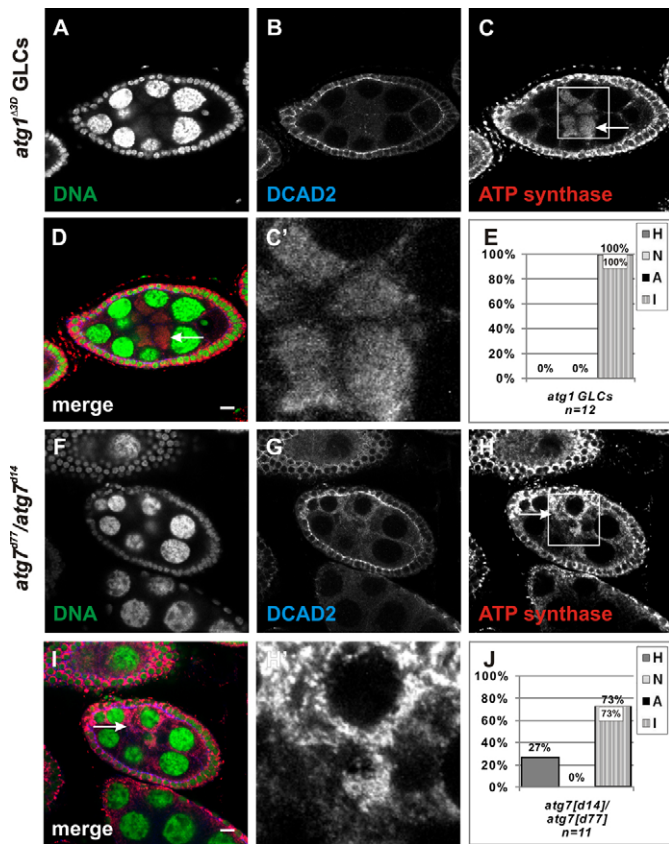 atg1Δ3D GLCs
A
DNA
B
DCAD2
C
ATP synthase
D
merge
C'
E
100%
80%
60%
40%
20%
0%
0%
0%
100%
100%
H
N
A
I
atg1 GLCs
n=12
atg7d77/atg7d14
F
DNA
G
DCAD2
H
ATP synthase
I
merge
H'
J
100%
80%
60%
40%
20%
0%
27%
0%
73%
73%
H
N
A
I
atg7[d14]/
atg7[d77]
n=11